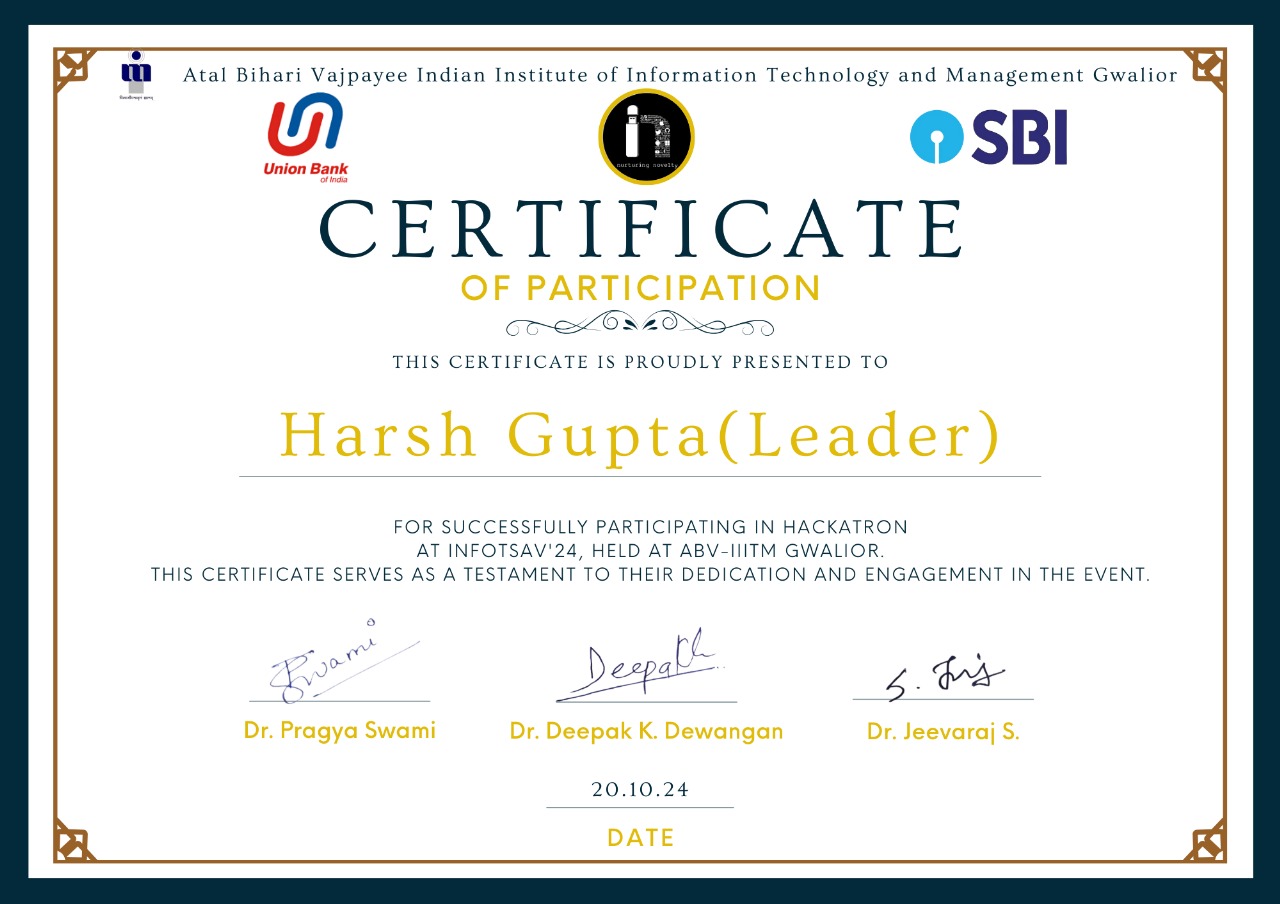 Atal Bihari Vajpayee Indian Institute of Information Technology and Management Gwalior
Union Bank
of India
in
nurturing novelty
SBI
CERTIFICATE
OF PARTICIPATION
THIS CERTIFICATE IS PROUDLY PRESENTED TO
Harsh Gupta(Leader)
FOR SUCCESSFULLY PARTICIPATING IN HACKATRON
AT INFOTSAV'24, HELD AT ABV-IIITM GWALIOR.
THIS CERTIFICATE SERVES AS A TESTAMENT TO THEIR DEDICATION AND ENGAGEMENT IN THE EVENT.
Swami
Deepak
Dr. Pragya Swami
Dr. Deepak K. Dewangan
Dr. Jeevaraj S.
20.10.24
DATE